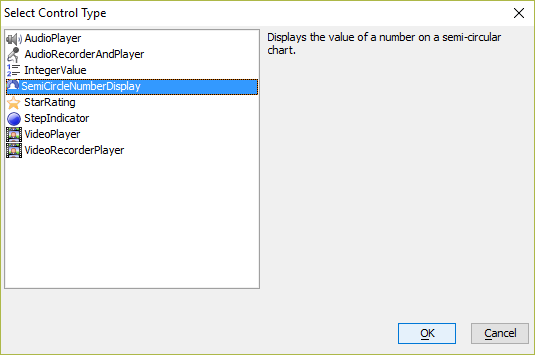 Select Control Type
AudioPlayer
AudioRecorderAndPlayer
IntegerValue
SemiCircleNumberDisplay
StarRating
StepIndicator
VideoPlayer
VideoRecorderPlayer
Displays the value of a number on a semi-circular
chart.
OK
Cancel